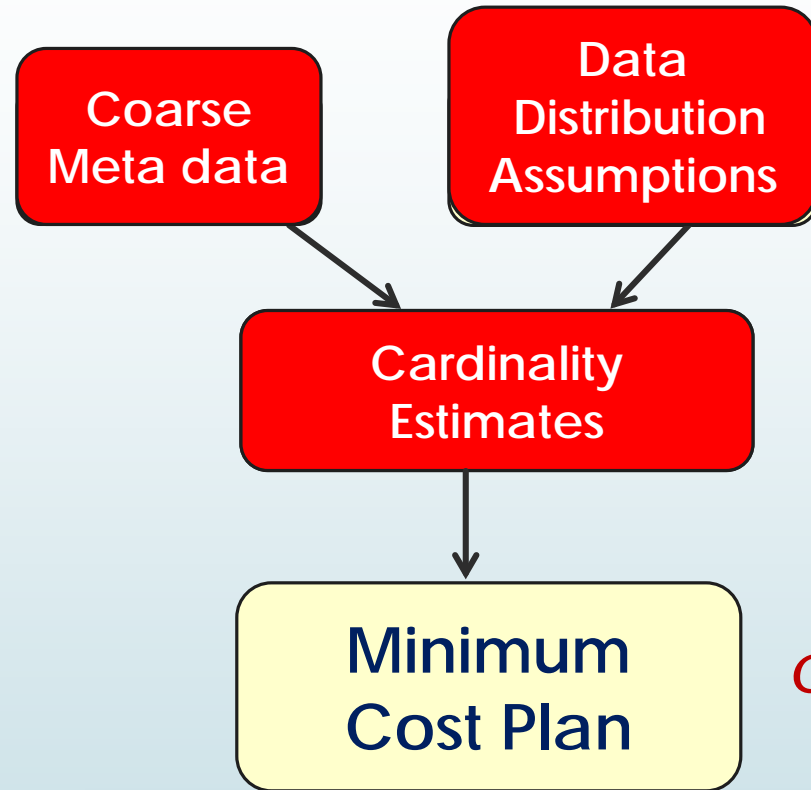 Coarse
Meta data
Data
Distribution
Assumptions
Cardinality
Estimates
Minimum
Cost Plan